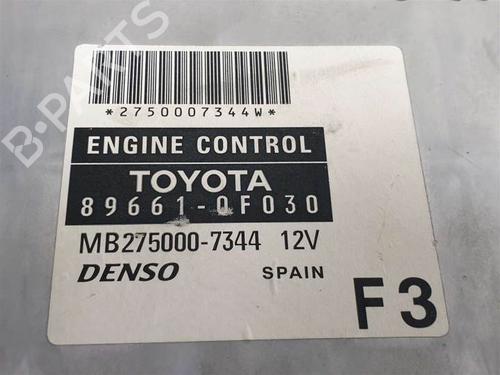 B-PARTS
*2750007344W*
ENGINE CONTROL
TOYOTA
89661-0F030
MB275000-7344 12V
DENSO SPAIN
F3